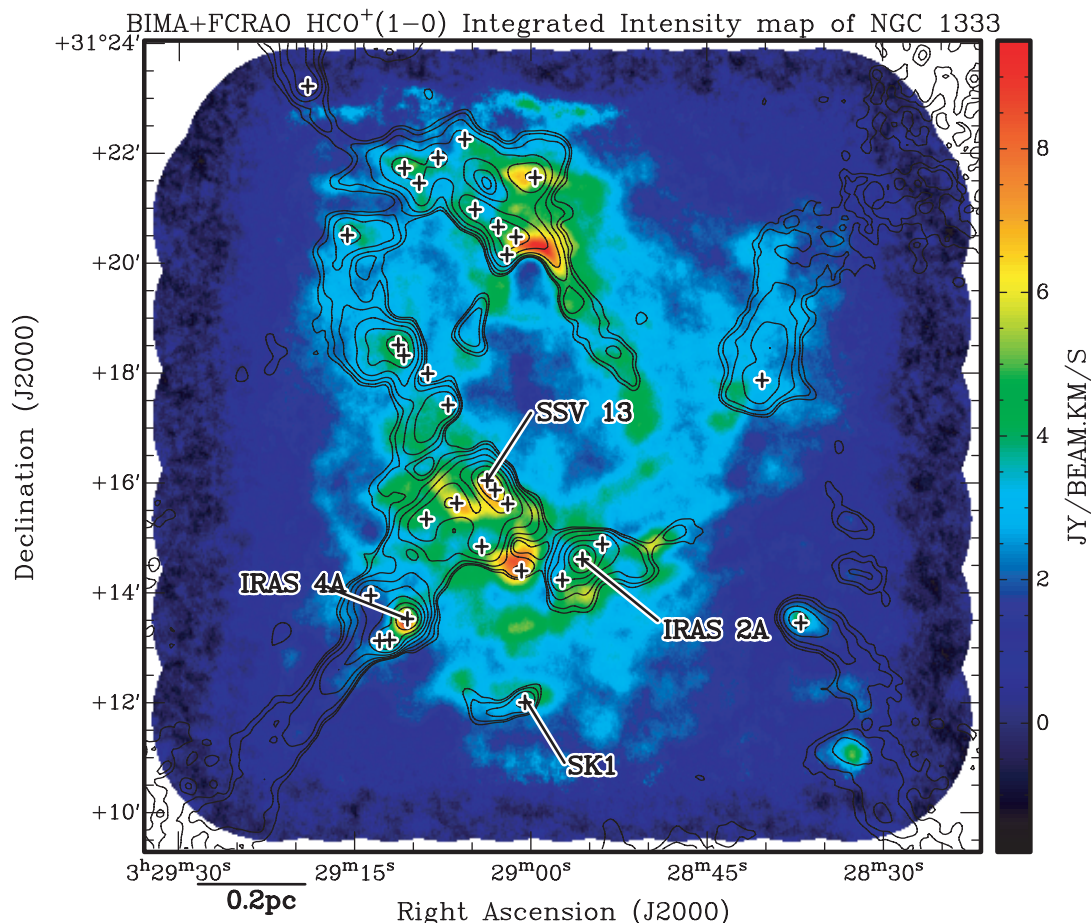 BIMA+FCRAO HCO⁺(1−0) Integrated Intensity map of NGC 1333
+31°24′
+22′
+20′
+18′
+16′
+14′
+12′
+10′
Declination (J2000)
SSV 13
IRAS 4A
IRAS 2A
SK1
8
6
4
2
0
JY/BEAM.KM/S
3ʰ29ᵐ30ˢ
29ᵐ15ˢ
29ᵐ00ˢ
28ᵐ45ˢ
28ᵐ30ˢ
0.2pc
Right Ascension (J2000)